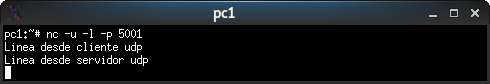 pc1
pc1:~# nc -u -l -p 5001
Linea desde cliente udp
Linea desde servidor udp